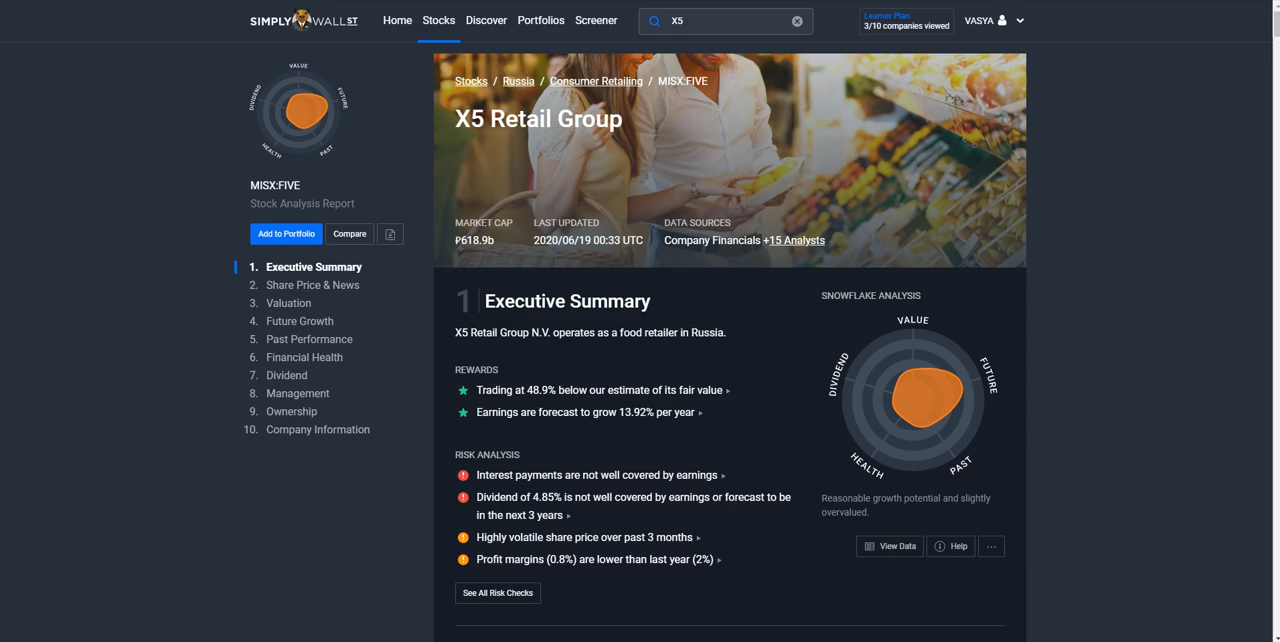 SIMPLY WALLST
Home
Stocks
Discover
Portfolios
Screener
X5
Learner Plan
3/10 companies viewed
VASYA
VALUE
FUTURE
PAST
HEALTH
DIVIDEND
MISX:FIVE
Stock Analysis Report
Add to Portfolio
Compare
1. Executive Summary
2. Share Price & News
3. Valuation
4. Future Growth
5. Past Performance
6. Financial Health
7. Dividend
8. Management
9. Ownership
10. Company Information
Stocks / Russia / Consumer Retailing / MISX:FIVE
X5 Retail Group
MARKET CAP
₽618.9b
LAST UPDATED
2020/06/19 00:33 UTC
DATA SOURCES
Company Financials +15 Analysts
1 Executive Summary
X5 Retail Group N.V. operates as a food retailer in Russia.
REWARDS
Trading at 48.9% below our estimate of its fair value
Earnings are forecast to grow 13.92% per year
RISK ANALYSIS
Interest payments are not well covered by earnings
Dividend of 4.85% is not well covered by earnings or forecast to be
in the next 3 years
Highly volatile share price over past 3 months
Profit margins (0.8%) are lower than last year (2%)
See All Risk Checks
SNOWFLAKE ANALYSIS
VALUE
FUTURE
PAST
HEALTH
DIVIDEND
Reasonable growth potential and slightly
overvalued.
View Data
Help
...